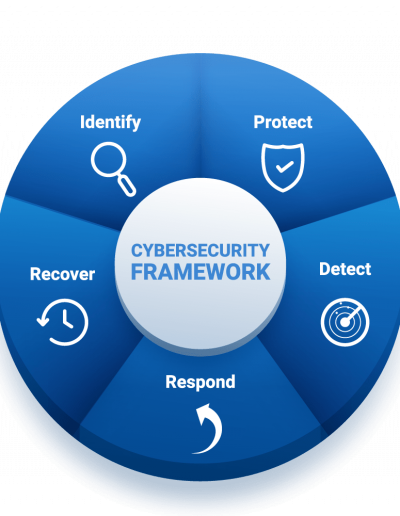 Identify
Protect
CYBERSECURITY
FRAMEWORK
Recover
Detect
Respond